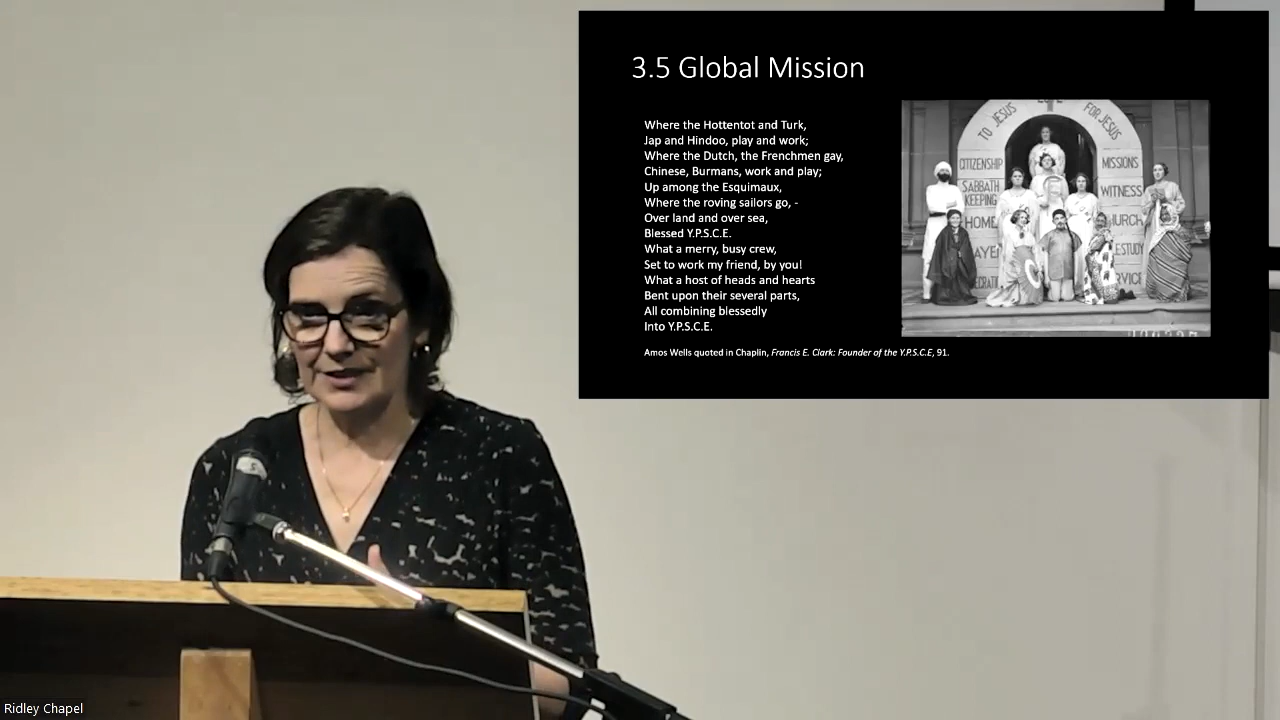 3.5 Global Mission
Where the Hottentot and Turk,
Jap and Hindoo, play and work;
Where the Dutch, the Frenchmen gay,
Chinese, Burmans, work and play;
Up among the Esquimaux,
Where the roving sailors go, -
Over land and over sea,
Blessed Y.P.S.C.E.
What a merry, busy crew,
Set to work my friend, by you!
What a host of heads and hearts
Bent upon their several parts,
All combining blessedly
Into Y.P.S.C.E.
Amos Wells quoted in Chaplin, Francis E. Clark: Founder of the Y.P.S.C.E, 91.
TO JESUS
FOR JESUS
CITIZENSHIP
MISSIONS
SABBATH
KEEPING
WITNESS
HOME
Ridley Chapel